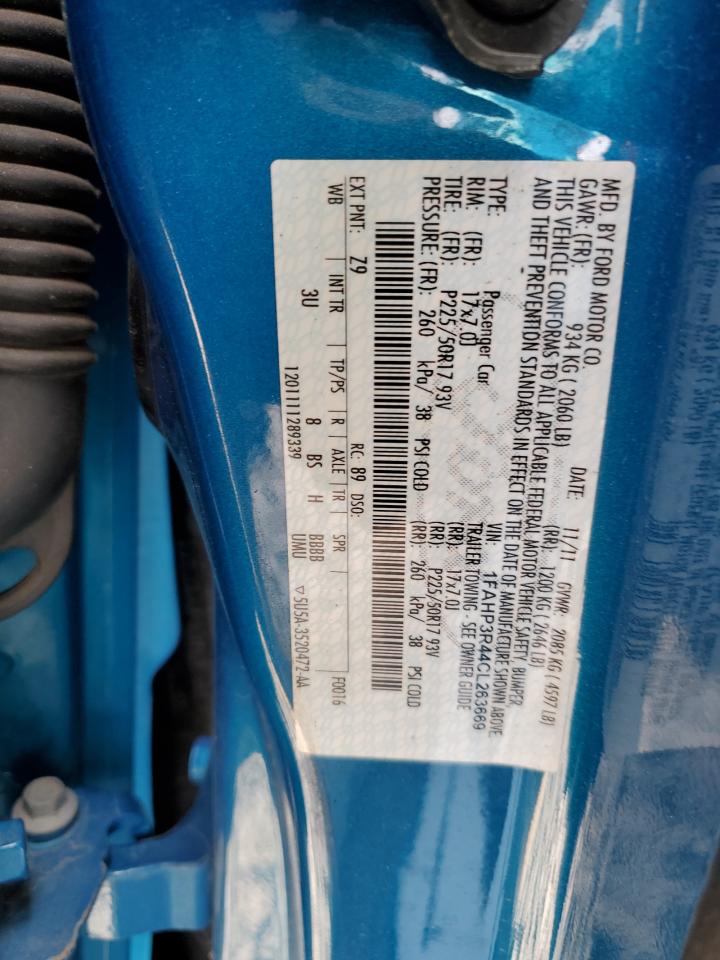 MFD. BY FORD MOTOR CO. DATE: 11/11 GVWR: 2085 KG ( 4597 LB)
GAWR: (FR): 934 KG ( 2060 LB) (RR): 1200 KG ( 2646 LB)
THIS VEHICLE CONFORMS TO ALL APPLICABLE FEDERAL MOTOR VEHICLE SAFETY, BUMPER,
AND THEFT PREVENTION STANDARDS IN EFFECT ON THE DATE OF MANUFACTURE SHOWN ABOVE
VIN: 1FAHP3R44CL263669
TYPE: Passenger Car TRAILER TOWING - SEE OWNER GUIDE
RIM: (FR): 17x7.0J (RR): 17x7.0J
TIRE: (FR): P225/50R17 93V (RR): P225/50R17 93V
PRESSURE: (FR): 260 kPa/ 38 PSI COLD (RR): 260 kPa/ 38 PSI COLD
EXT PNT: Z9 RC: 89 DSO: F0016
WB INT TR TP/PS R AXLE TR SPR
3U 8 BS H BBBB
UMU
1201111289339 5U5A-3520472-AA